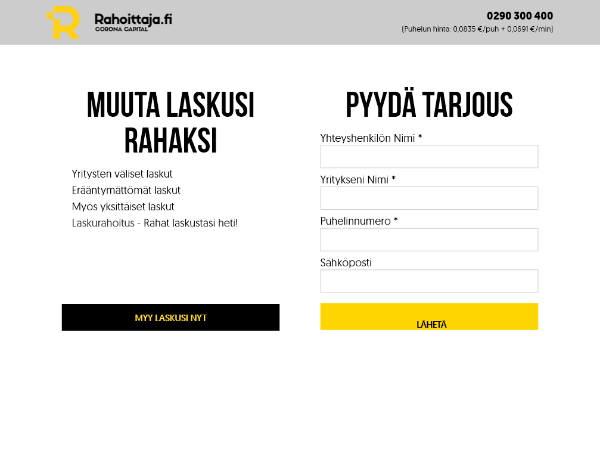 Rahoittaja.fi
CORONA CAPITAL
0290 300 400
(Puhelun hinta: 0,0835 €/puh + 0,0691 €/min)
MUUTA LASKUSI
RAHAKSI
Yritysten väliset laskut
Erääntymättömät laskut
Myös yksittäiset laskut
Laskurahoitus - Rahat laskustasi heti!
MYY LASKUSI NYT
PYYDÄ TARJOUS
Yhteyshenkilön Nimi *
Yritykseni Nimi *
Puhelinnumero *
Sähköposti
LÄHETÄ